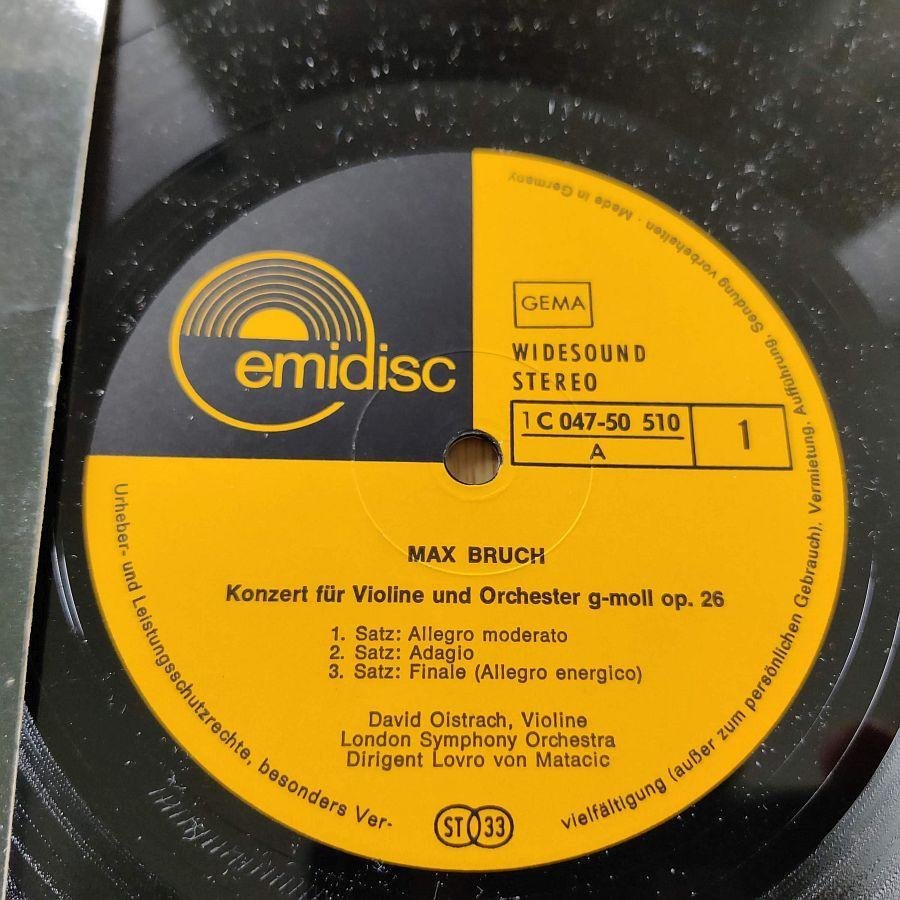 emidisc
GEMA
WIDESOUND
STEREO
1 C 047-50 510
A
1
MAX BRUCH
Konzert für Violine und Orchester g-moll op. 26
1. Satz: Allegro moderato
2. Satz: Adagio
3. Satz: Finale (Allegro energico)
David Oistrach, Violine
London Symphony Orchestra
Dirigent Lovro von Matacic
ST 33
Urheber- und Leistungsschutzrechte, besonders Ver-
vielfältigung (außer zum persönlichen Gebrauch), Vermietung, Aufführung, Sendung vorbehalten · Made in Germany